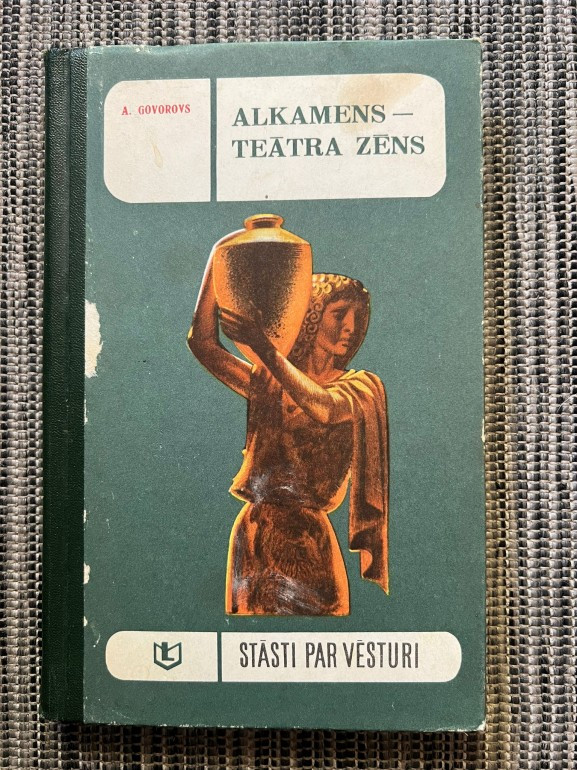 A. GOVOROVS
ALKAMENS —
TEĀTRA ZĒNS
STĀSTI PAR VĒSTURI